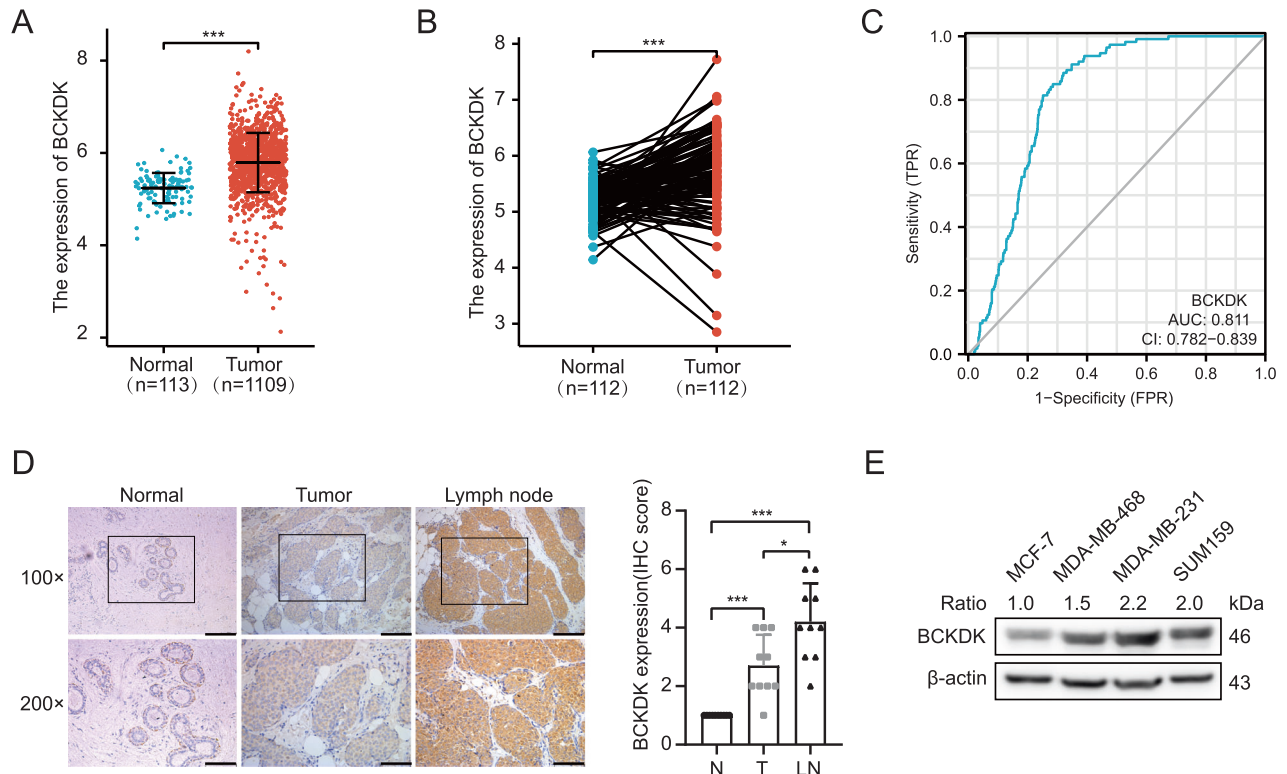 A
The expression of BCKDK
8
6
4
2
***
Normal
(n=113)
Tumor
(n=1109)
B
The expression of BCKDK
8
7
6
5
4
3
***
Normal
(n=112)
Tumor
(n=112)
C
Sensitivity (TPR)
1.0
0.8
0.6
0.4
0.2
0.0
BCKDK
AUC: 0.811
CI: 0.782−0.839
0.0 0.2 0.4 0.6 0.8 1.0
1−Specificity (FPR)
D
Normal Tumor Lymph node
100×
200×
BCKDK expression(IHC score)
8
6
4
2
0
***
*
***
N T LN
E
MCF-7
MDA-MB-468
MDA-MB-231
SUM159
Ratio 1.0 1.5 2.2 2.0 kDa
BCKDK 46
β-actin 43